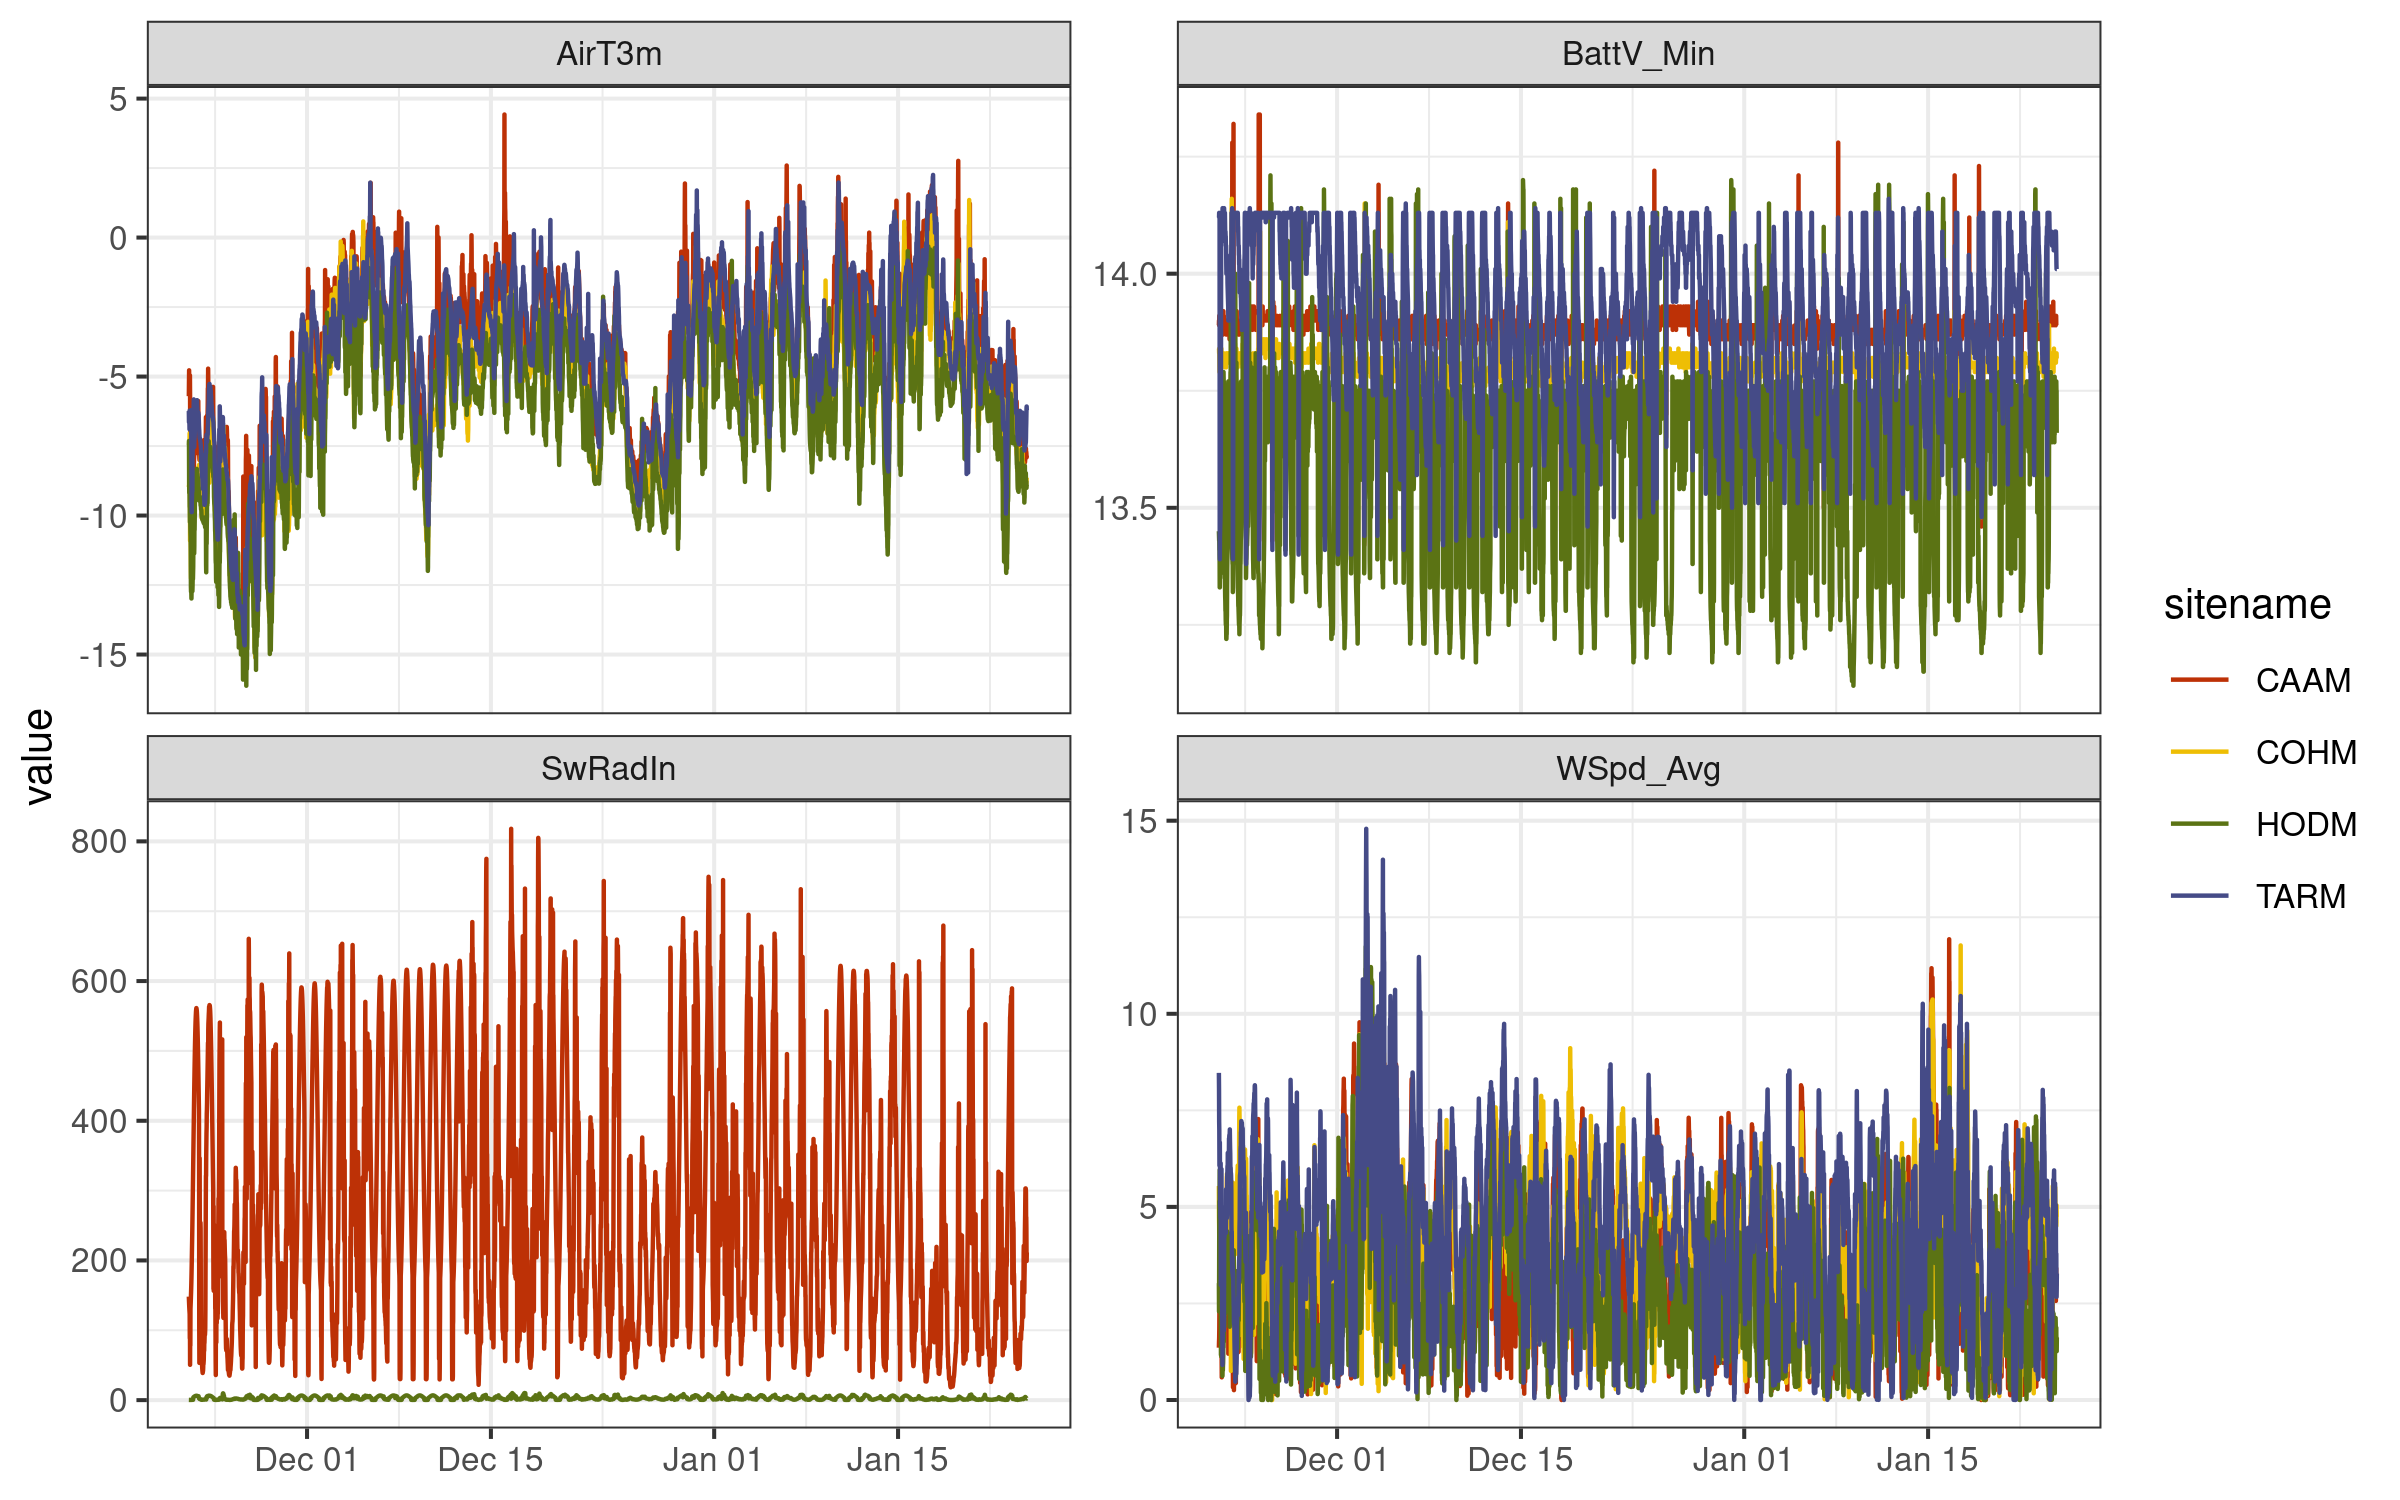 AirT3m
BattV_Min
5
0
-5
-10
-15
14.0
13.5
value
SwRadIn
WSpd_Avg
800
600
400
200
0
15
10
5
0
Dec 01 Dec 15 Jan 01 Jan 15
Dec 01 Dec 15 Jan 01 Jan 15
sitename
CAAM
COHM
HODM
TARM